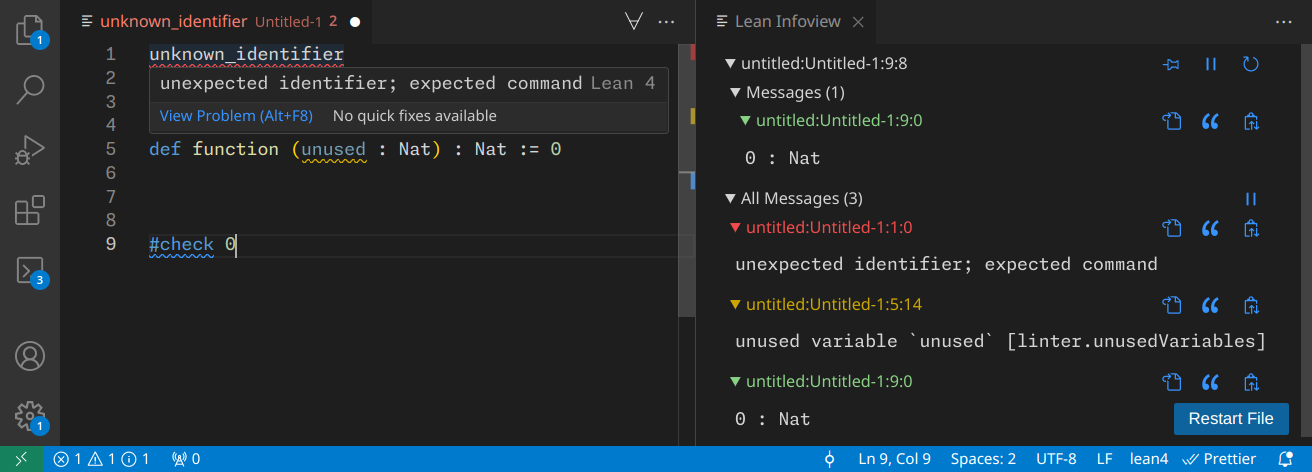 unknown_identifier Untitled-1 2
1 unknown_identifier
2
unexpected identifier; expected command Lean 4
3
View Problem (Alt+F8) No quick fixes available
4
5 def function (unused : Nat) : Nat := 0
6
7
8
9 #check 0
1
3
1
Lean Infoview
untitled:Untitled-1:9:8
Messages (1)
untitled:Untitled-1:9:0
0 : Nat
All Messages (3)
untitled:Untitled-1:1:0
unexpected identifier; expected command
untitled:Untitled-1:5:14
unused variable `unused` [linter.unusedVariables]
untitled:Untitled-1:9:0
0 : Nat
Restart File
1 1 1 0 Ln 9, Col 9 Spaces: 2 UTF-8 LF lean4 Prettier